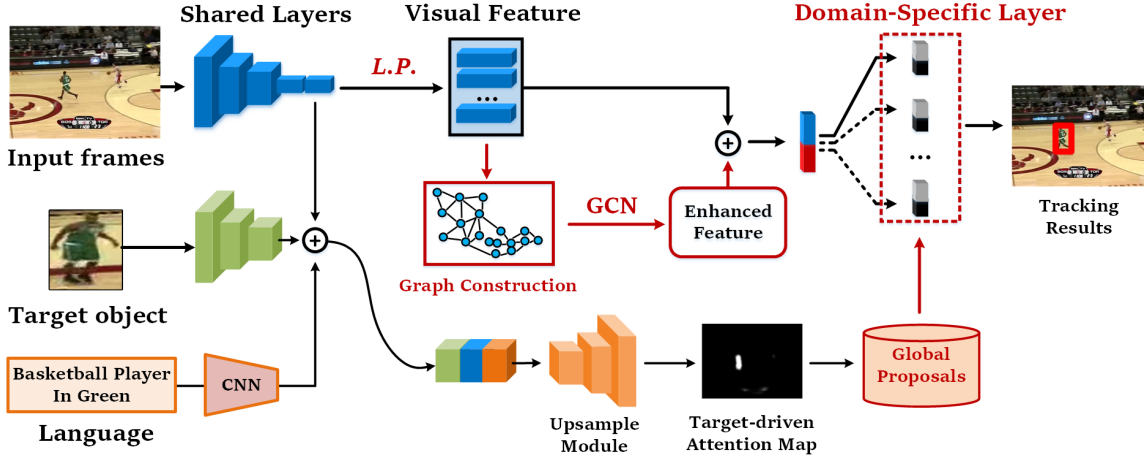 Shared Layers
Visual Feature
Domain-Specific Layer
L.P.
...
Input frames
GCN
Enhanced
Feature
...
Tracking
Results
Graph Construction
Target object
Basketball Player
In Green
CNN
Language
Upsample
Module
Target-driven
Attention Map
Global
Proposals